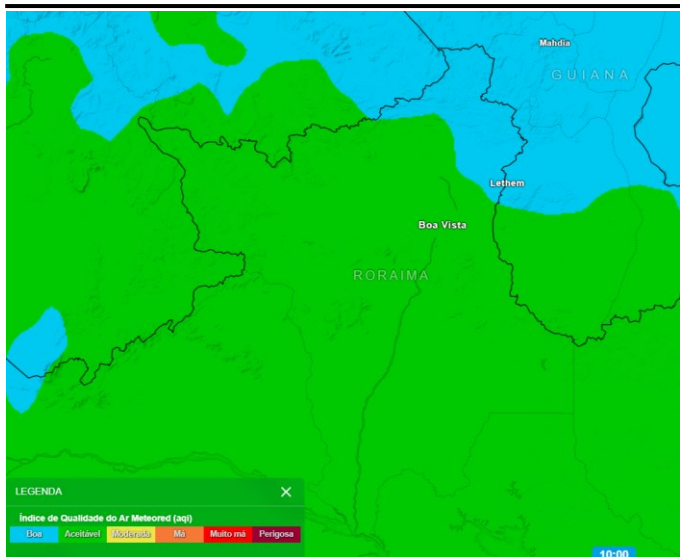 Mahdia
GUIANA
Lethem
Boa Vista
RORAIMA
LEGENDA
Índice de Qualidade do Ar Meteored (aqi)
Boa Aceitável Moderada Má Muito má Perigosa
10:00